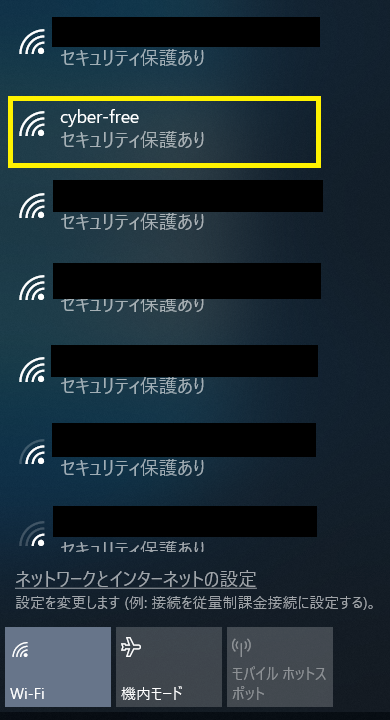 セキュリティ保護あり
cyber-free
セキュリティ保護あり
セキュリティ保護あり
セキュリティ保護あり
セキュリティ保護あり
セキュリティ保護あり
セキュリティ保護あり
ネットワークとインターネットの設定
設定を変更します (例: 接続を従量制課金接続に設定する)。
Wi-Fi
機内モード
モバイル ホットス
ポット